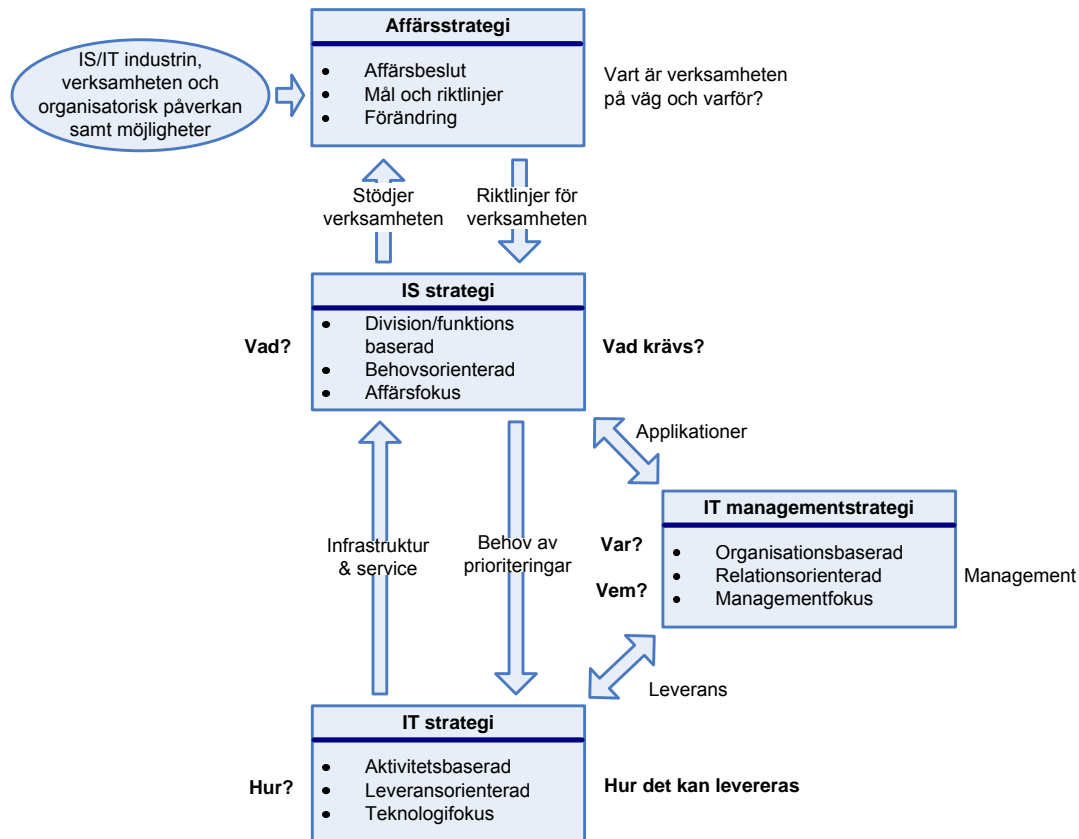 Affärsstrategi
IS/IT industrin,
verksamheten och
organisatorisk påverkan
samt möjligheter
• Affärsbeslut
• Mål och riktlinjer
• Förändring
Vart är verksamheten
på väg och varför?
Stödjer
verksamheten
Riktlinjer för
verksamheten
IS strategi
Vad?
• Division/funktions
baserad
• Behovsorienterad
• Affärsfokus
Vad krävs?
Applikationer
IT managementstrategi
Var?
Vem?
• Organisationsbaserad
• Relationsorienterad
• Managementfokus
Management
Infrastruktur
& service
Behov av
prioriteringar
Leverans
IT strategi
Hur?
• Aktivitetsbaserad
• Leveransorienterad
• Teknologifokus
Hur det kan levereras